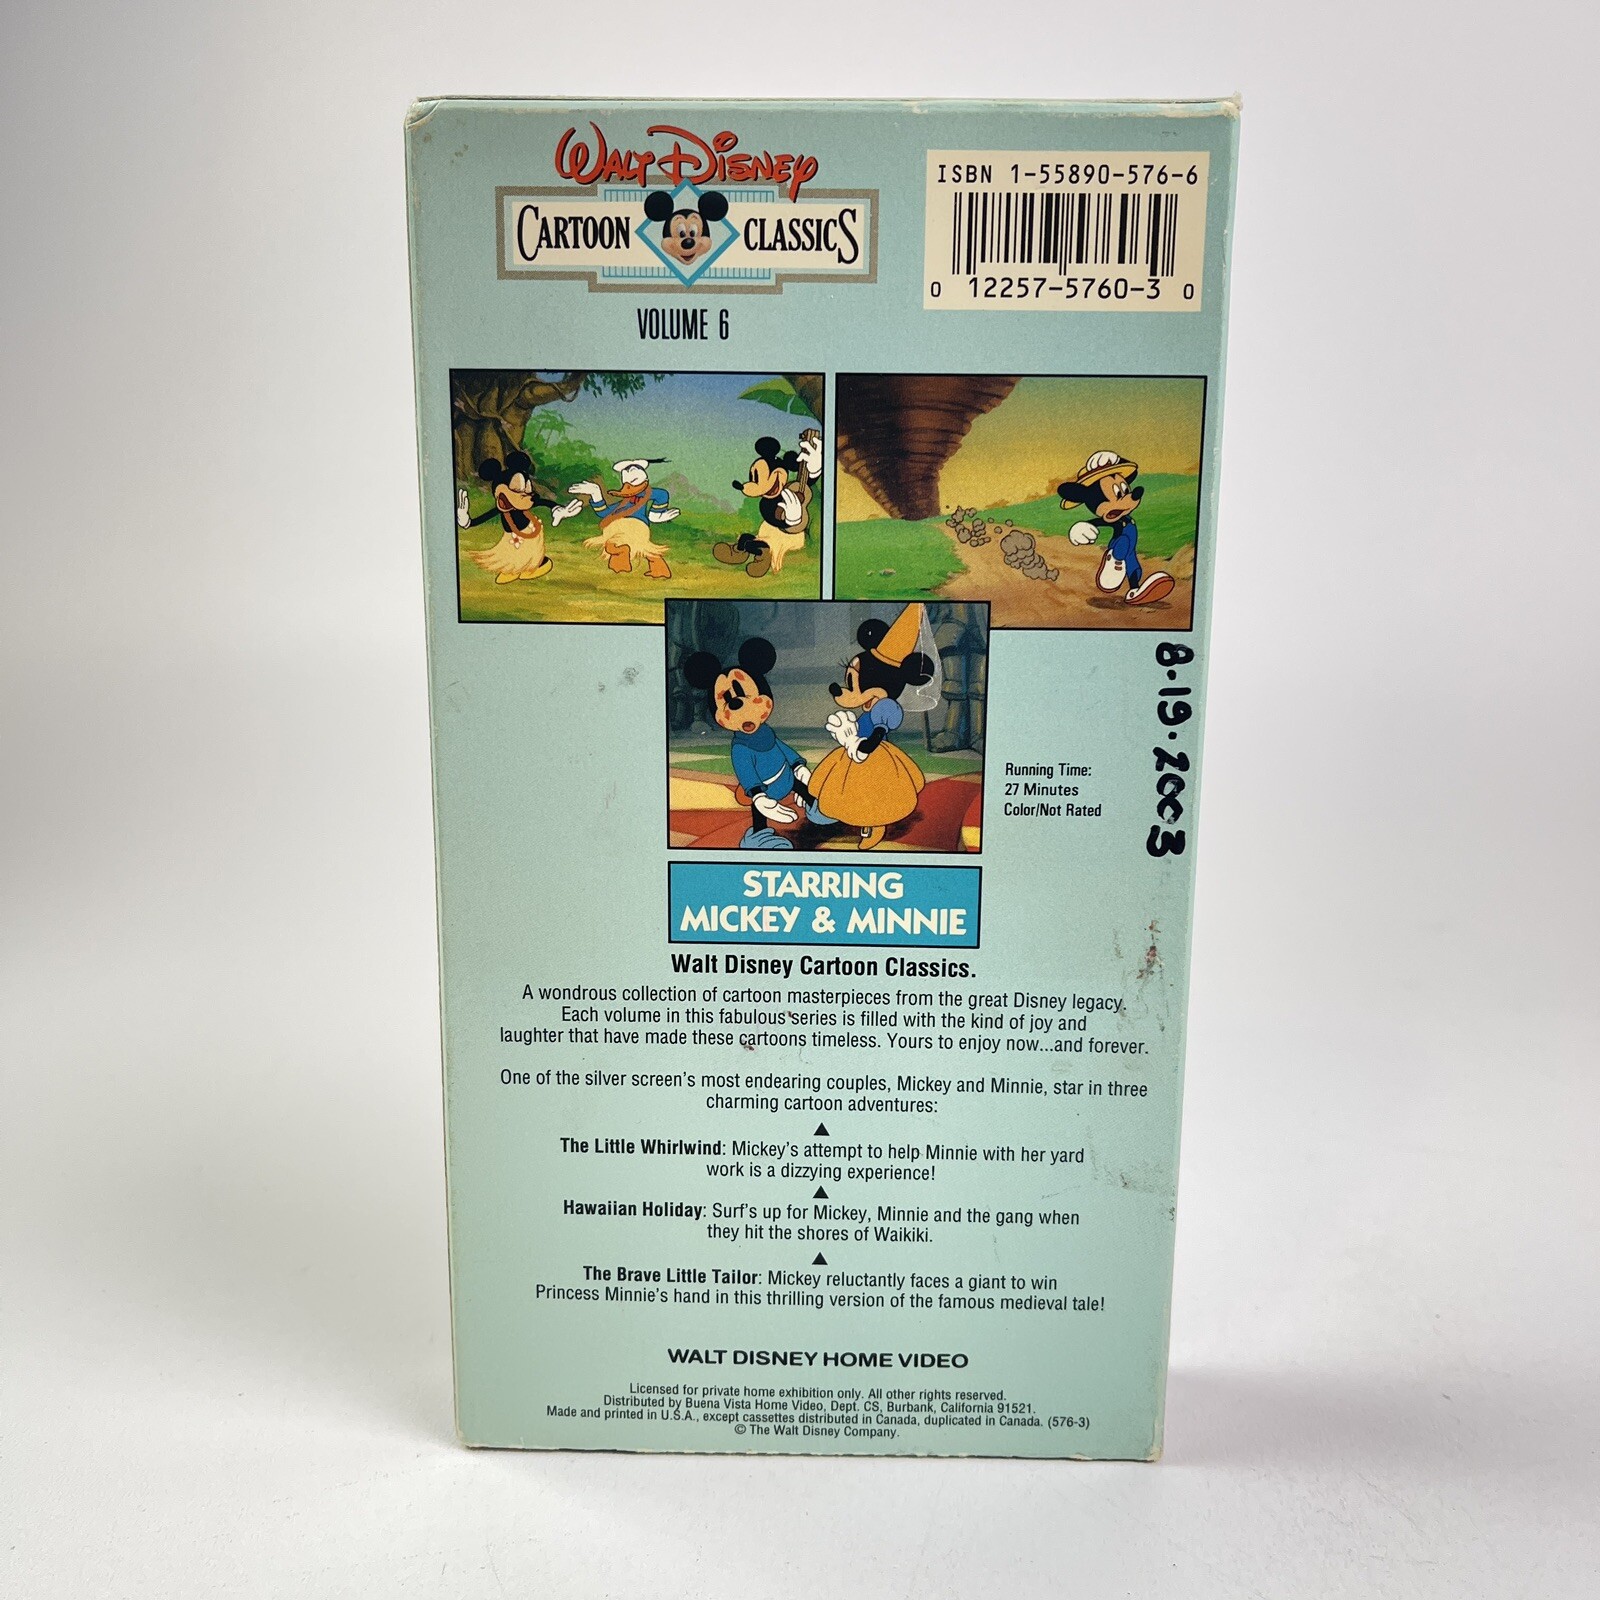 WALT DISNEY
CARTOON CLASSICS
VOLUME 6
ISBN 1-55890-576-6
0 12257-5760-3 0
8·19·2003
Running Time:
27 Minutes
Color/Not Rated
STARRING
MICKEY & MINNIE
Walt Disney Cartoon Classics.
A wondrous collection of cartoon masterpieces from the great Disney legacy.
Each volume in this fabulous series is filled with the kind of joy and
laughter that have made these cartoons timeless. Yours to enjoy now...and forever.
One of the silver screen's most endearing couples, Mickey and Minnie, star in three
charming cartoon adventures:
The Little Whirlwind: Mickey's attempt to help Minnie with her yard
work is a dizzying experience!
Hawaiian Holiday: Surf's up for Mickey, Minnie and the gang when
they hit the shores of Waikiki.
The Brave Little Tailor: Mickey reluctantly faces a giant to win
Princess Minnie's hand in this thrilling version of the famous medieval tale!
WALT DISNEY HOME VIDEO
Licensed for private home exhibition only. All other rights reserved.
Distributed by Buena Vista Home Video, Dept. CS, Burbank, California 91521.
Made and printed in U.S.A., except cassettes distributed in Canada, duplicated in Canada. (576-3)
© The Walt Disney Company.